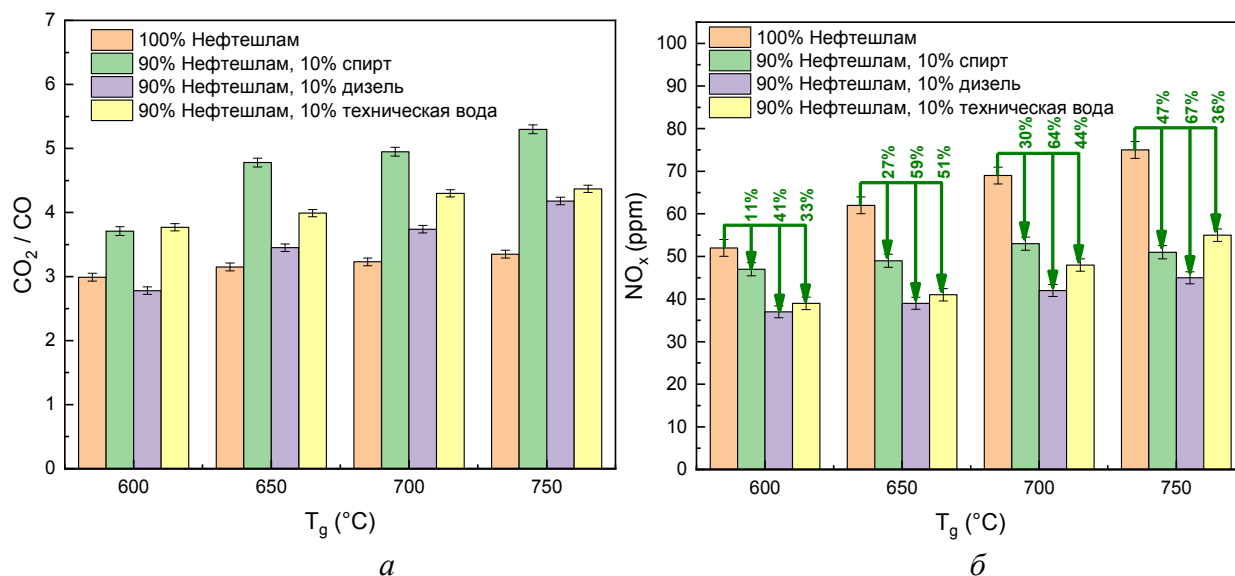 7
6
5
4
3
2
1
0
CO₂ / CO
100% Нефтешлам
90% Нефтешлам, 10% спирт
90% Нефтешлам, 10% дизель
90% Нефтешлам, 10% техническая вода
600
650
700
750
T_g (°C)
а
100
90
80
70
60
50
40
30
20
10
0
NOₓ (ppm)
100% Нефтешлам
90% Нефтешлам, 10% спирт
90% Нефтешлам, 10% дизель
90% Нефтешлам, 10% техническая вода
11%
41%
33%
27%
59%
51%
30%
64%
44%
47%
67%
36%
600
650
700
750
T_g (°C)
б